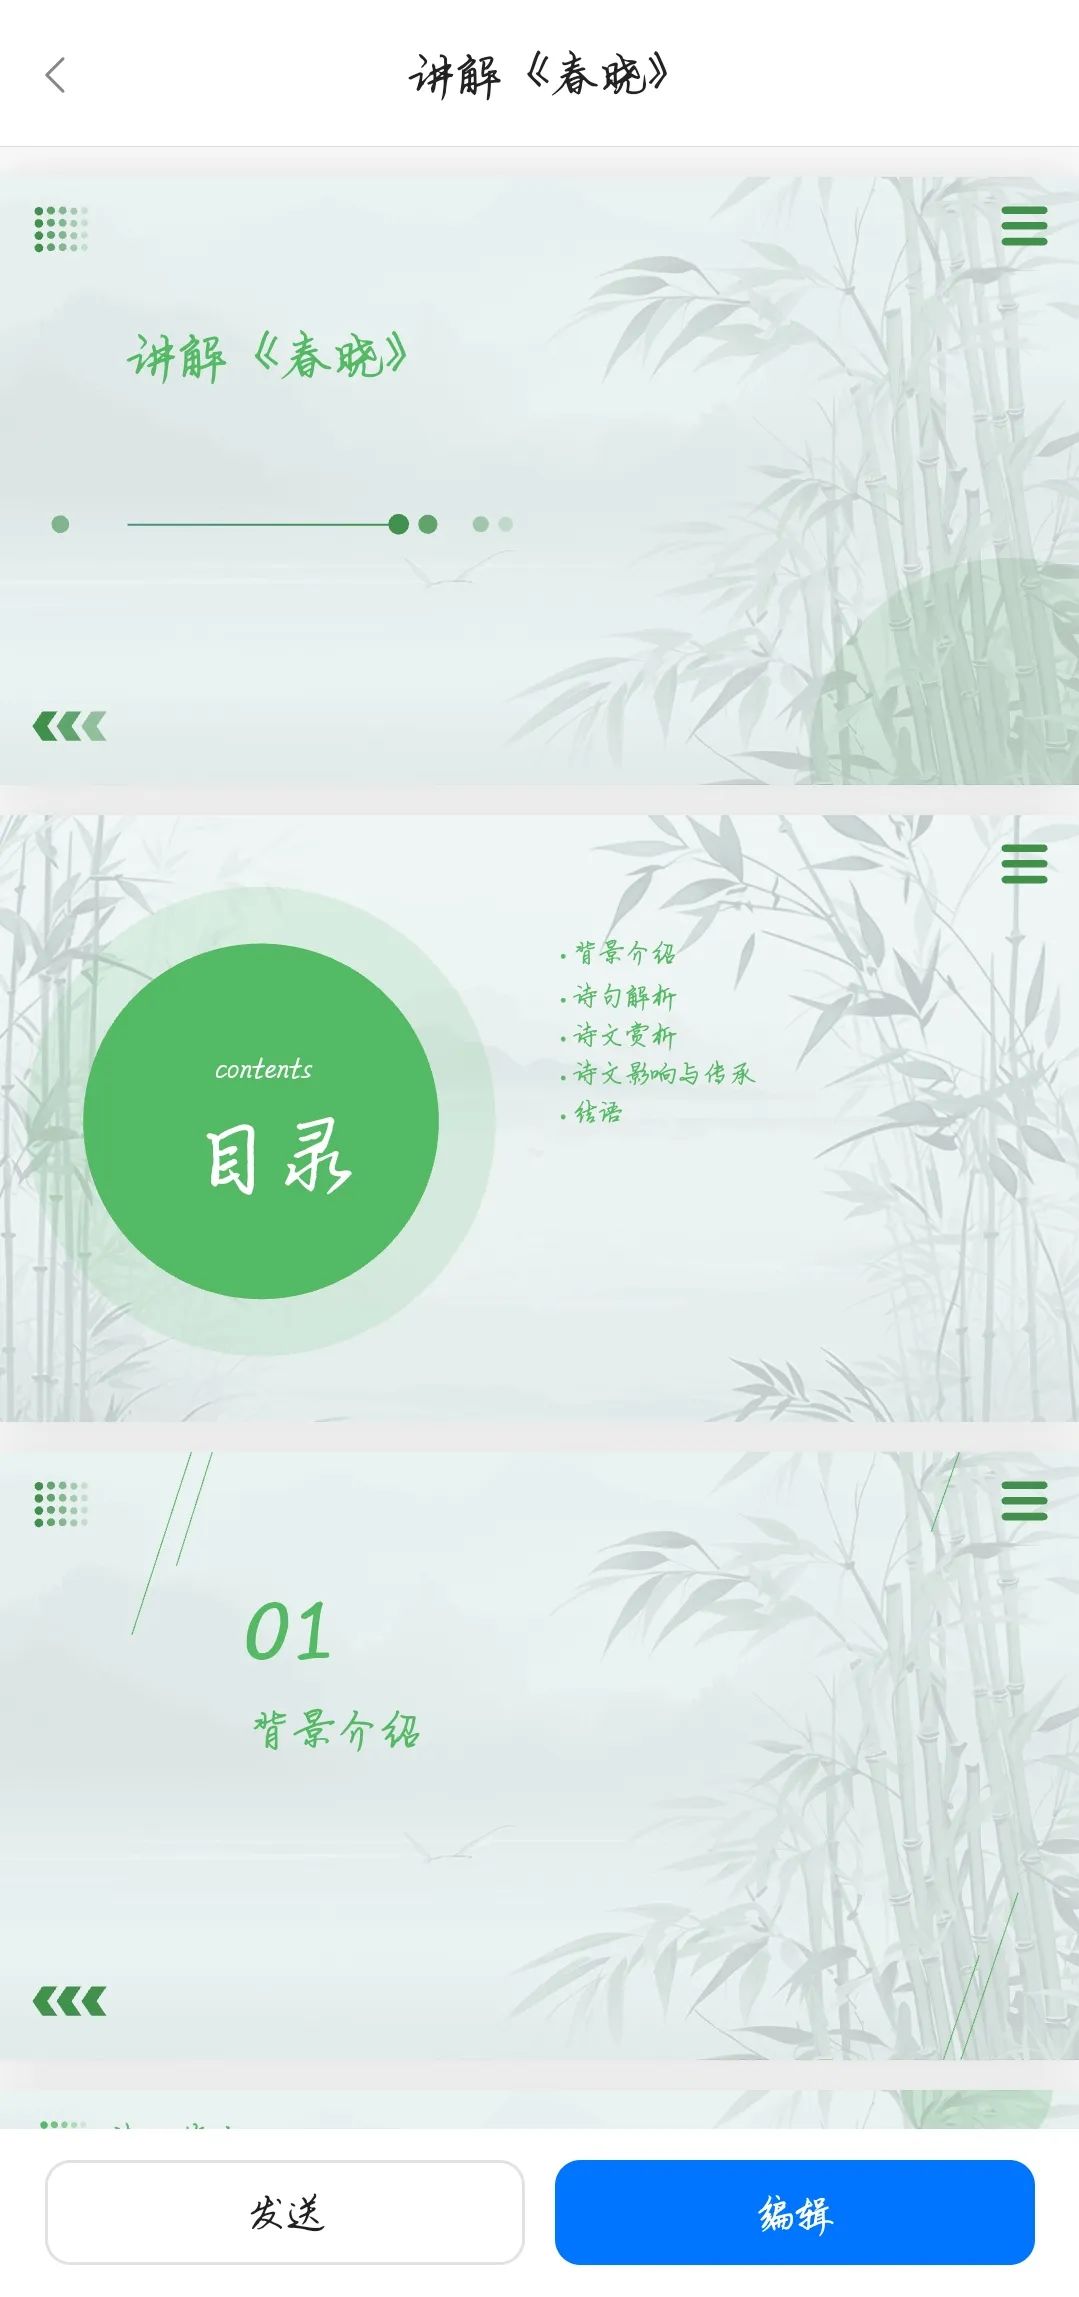 讲解《春晓》
讲解《春晓》
contents
目录
• 背景介绍
• 诗句解析
• 诗文赏析
• 诗文影响与传承
• 结语
01
背景介绍
发送
编辑